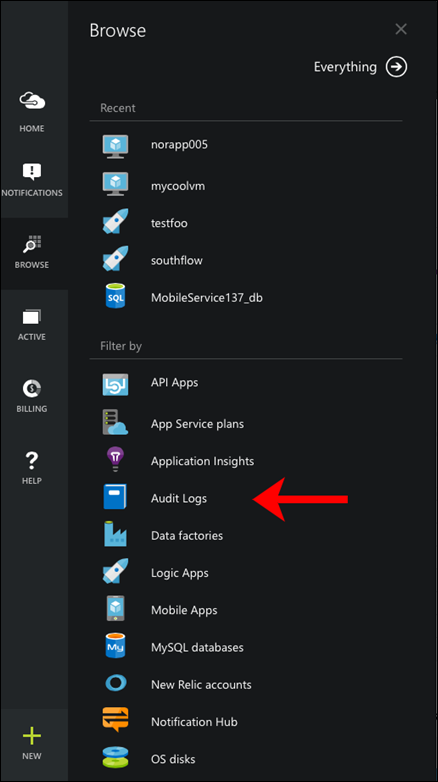 Browse
Everything
Recent
norapp005
mycoolvm
testfoo
southflow
SQL
MobileService137_db
Filter by
API Apps
App Service plans
Application Insights
Audit Logs
Data factories
Logic Apps
Mobile Apps
My
MySQL databases
New Relic accounts
Notification Hub
OS disks
HOME
NOTIFICATIONS
BROWSE
ACTIVE
BILLING
HELP
NEW